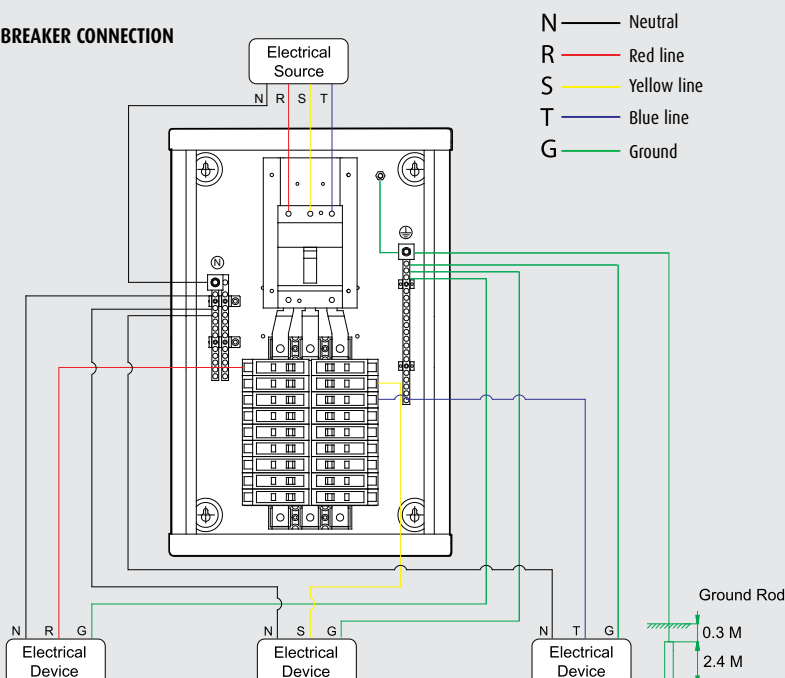 BREAKER CONNECTION
N Neutral
R Red line
S Yellow line
T Blue line
G Ground
Electrical
Source
N R S T
N
Ground Rod
0.3 M
2.4 M
N R G
Electrical
Device
N S G
Electrical
Device
N T G
Electrical
Device